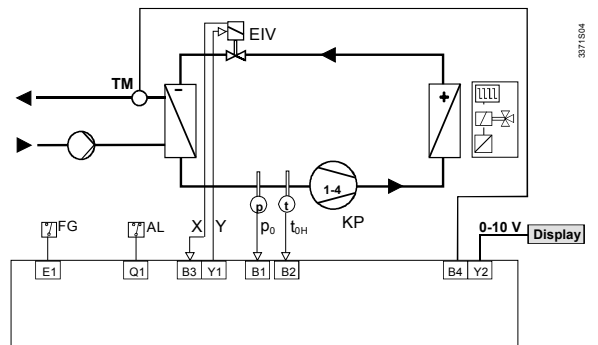 3371S04
EIV
TM
-
+
1-4
KP
p
t
FG
AL
X
Y
p0
t0H
0-10 V
Display
E1
Q1
B3
Y1
B1
B2
B4
Y2